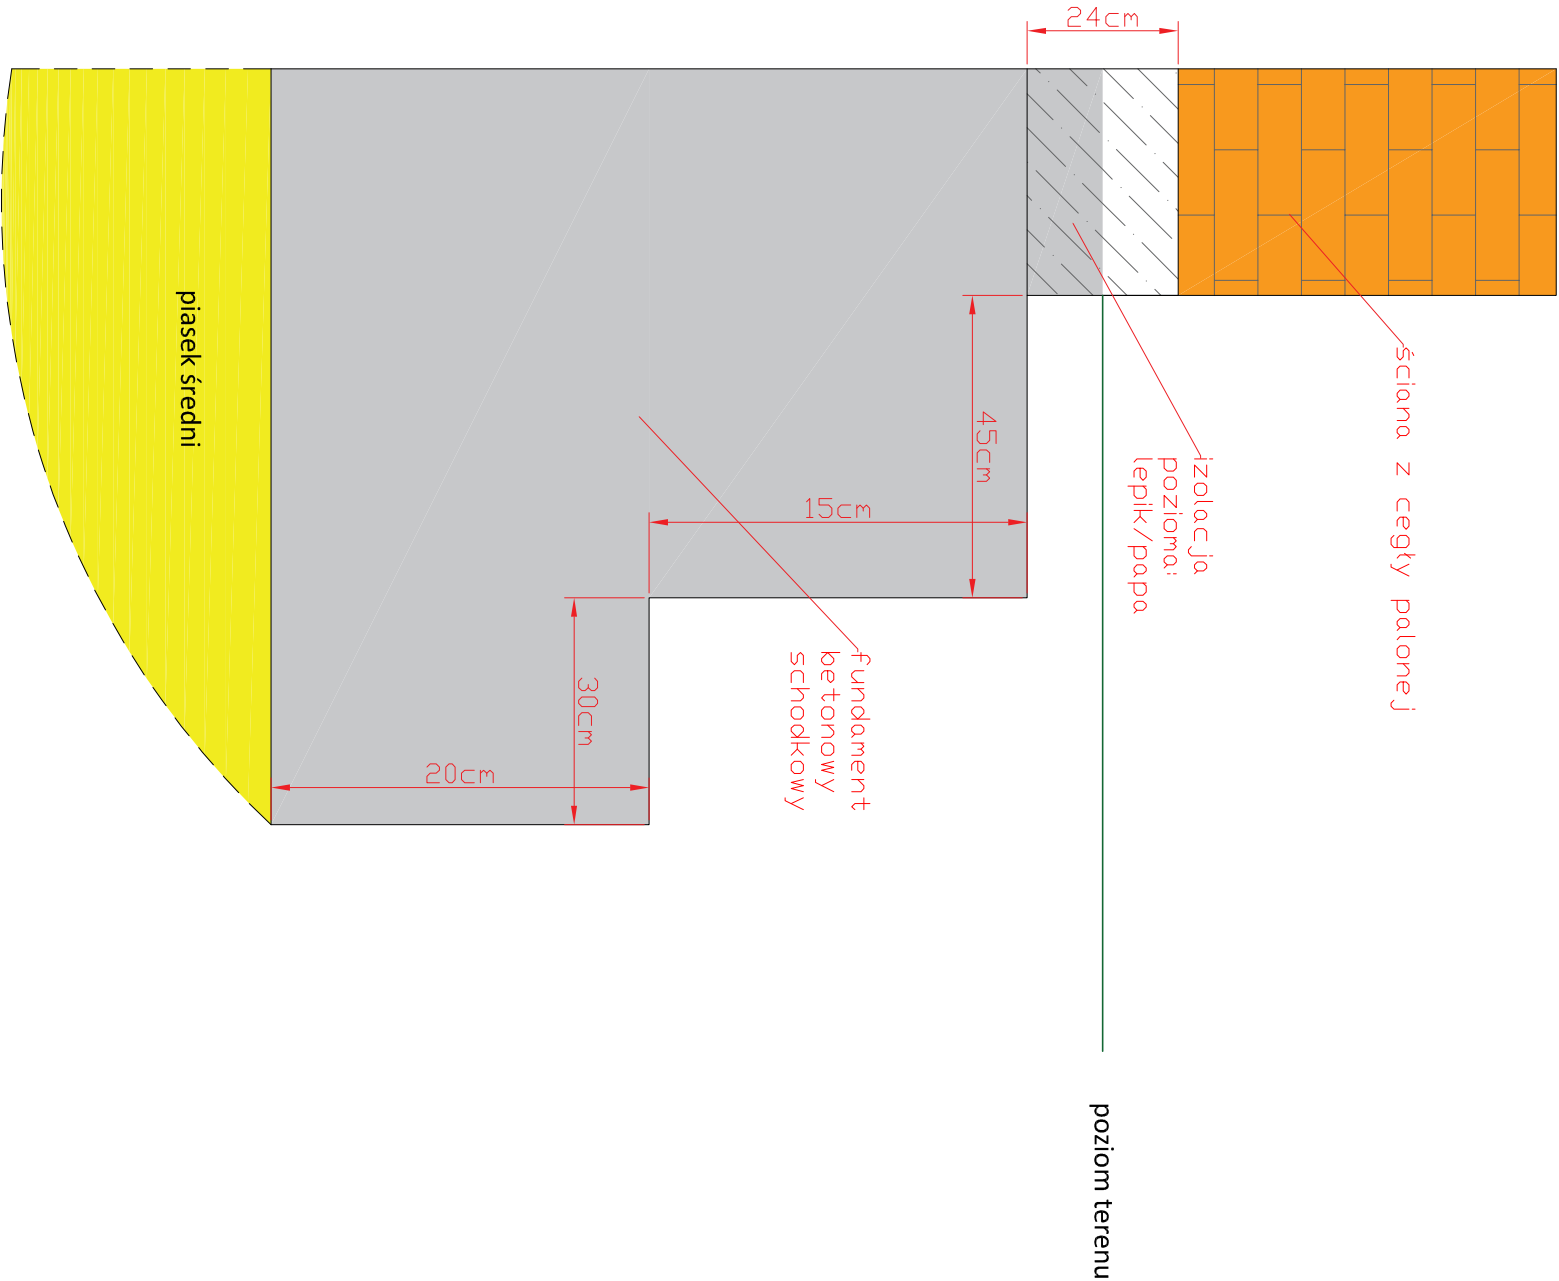 24cm
ściana z cegły palonej
izolacja
pozioma:
lepik/papa
45cm
15cm
fundament
betonowy
schodkowy
30cm
20cm
piasek średni
poziom terenu